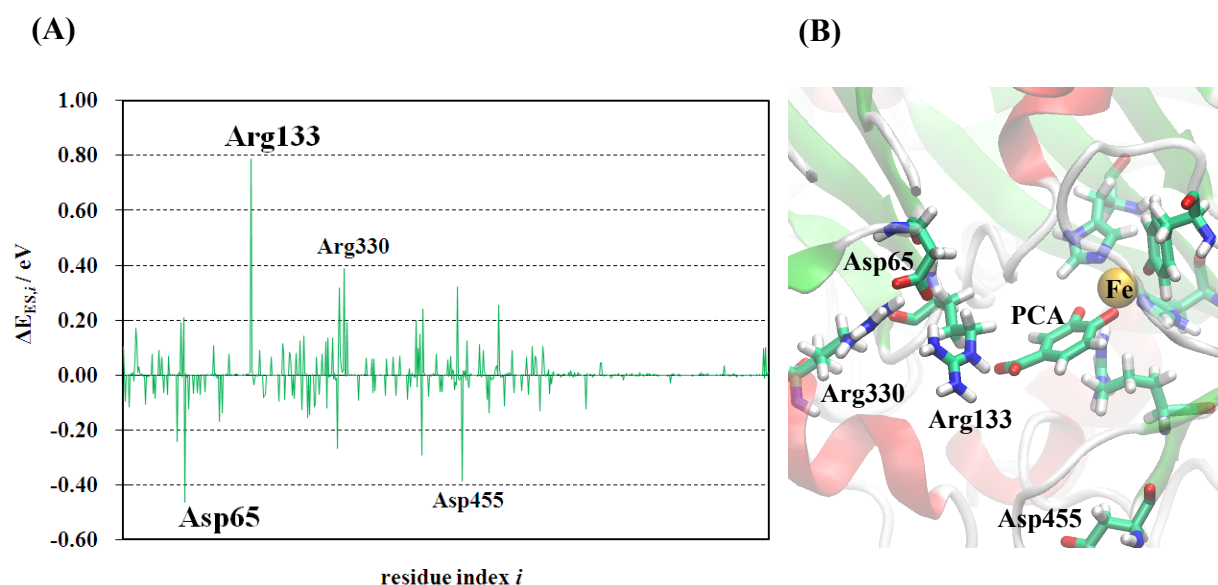 (A)
(B)
1.00
0.80
0.60
0.40
0.20
0.00
-0.20
-0.40
-0.60
ΔE_ES,i / eV
Arg133
Arg330
Asp65
Asp455
residue index i
Asp65
Fe
PCA
Arg330
Arg133
Asp455